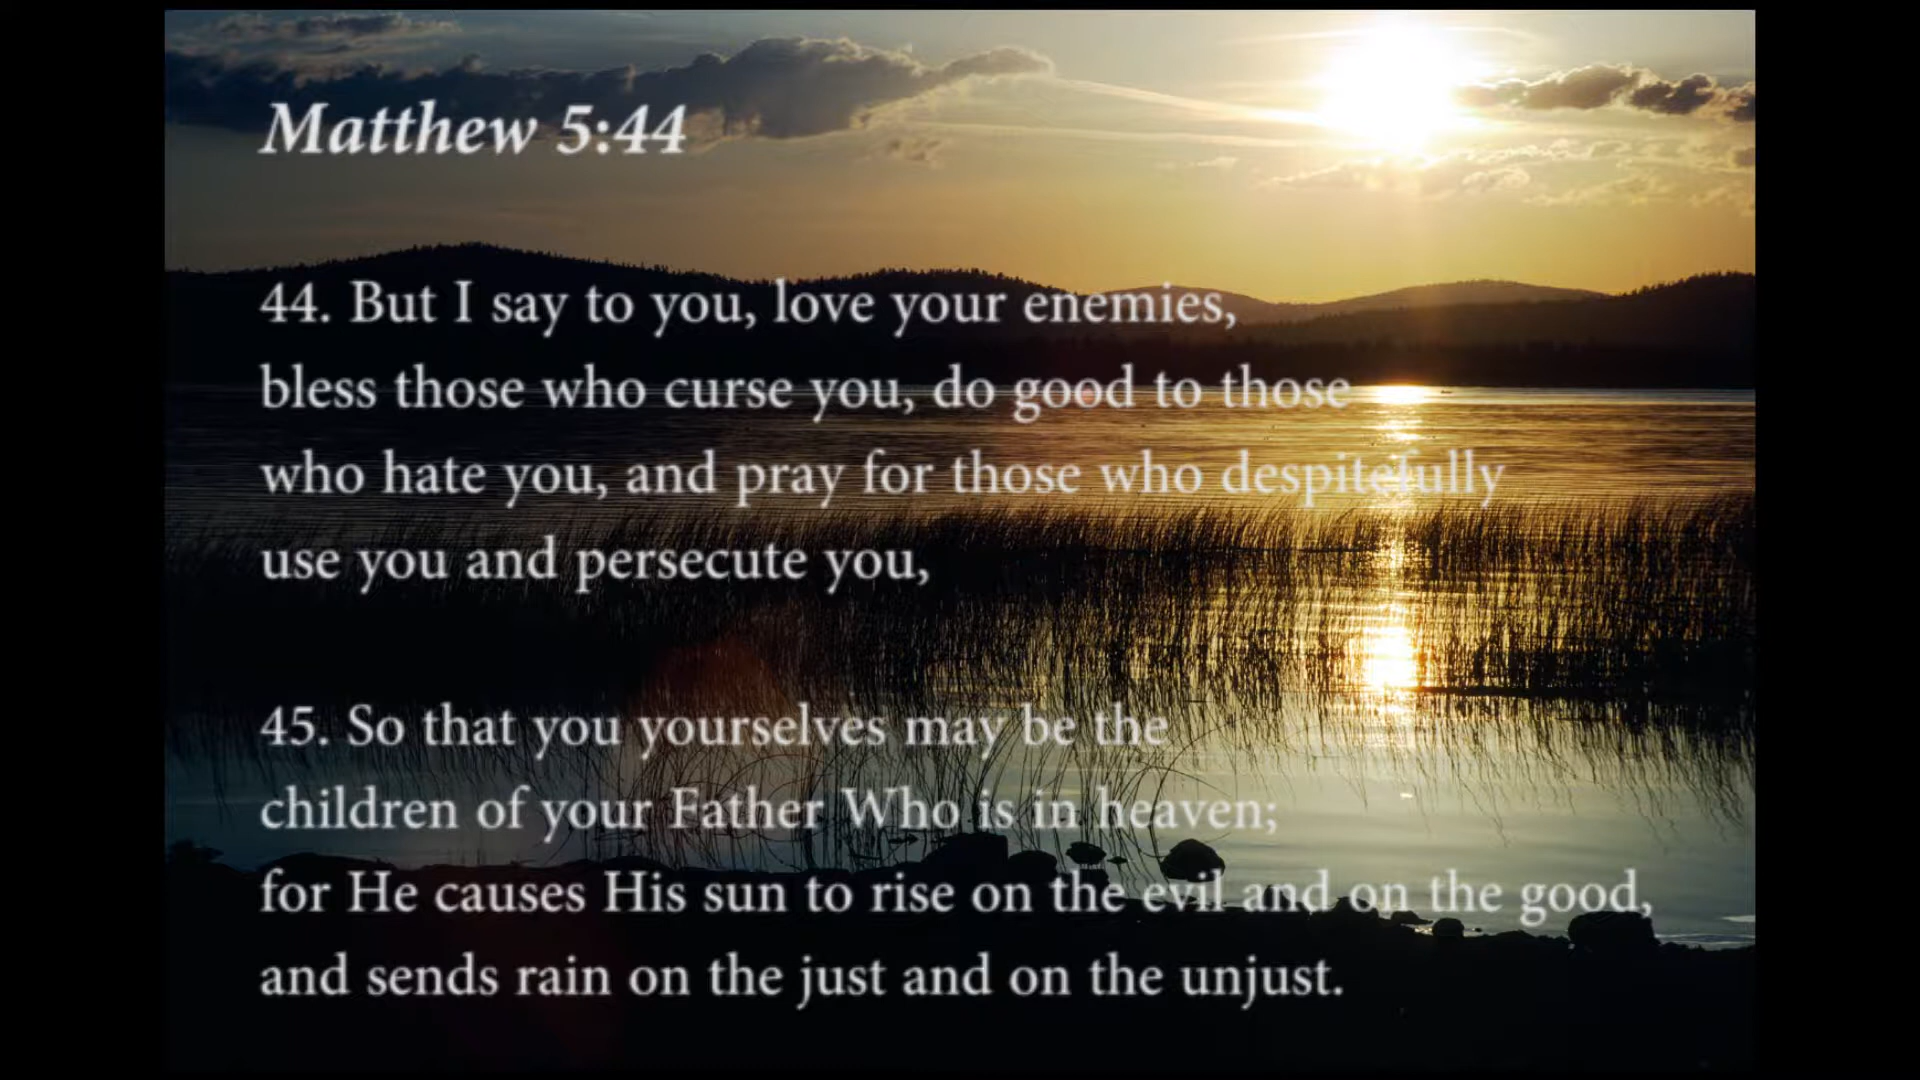 Matthew 5:44
44. But I say to you, love your enemies,
bless those who curse you, do good to those
who hate you, and pray for those who despitefully
use you and persecute you,
45. So that you yourselves may be the
children of your Father Who is in heaven;
for He causes His sun to rise on the evil and on the good,
and sends rain on the just and on the unjust.